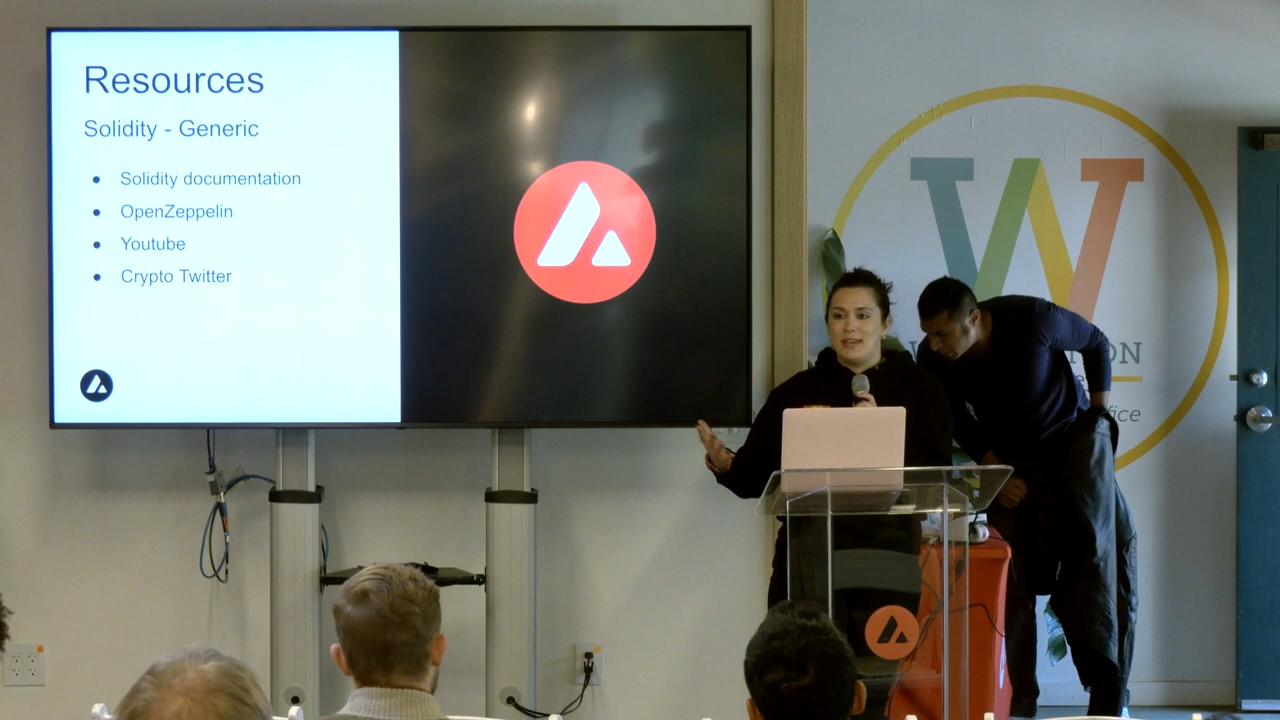 Resources
Solidity - Generic
• Solidity documentation
• OpenZeppelin
• Youtube
• Crypto Twitter
W